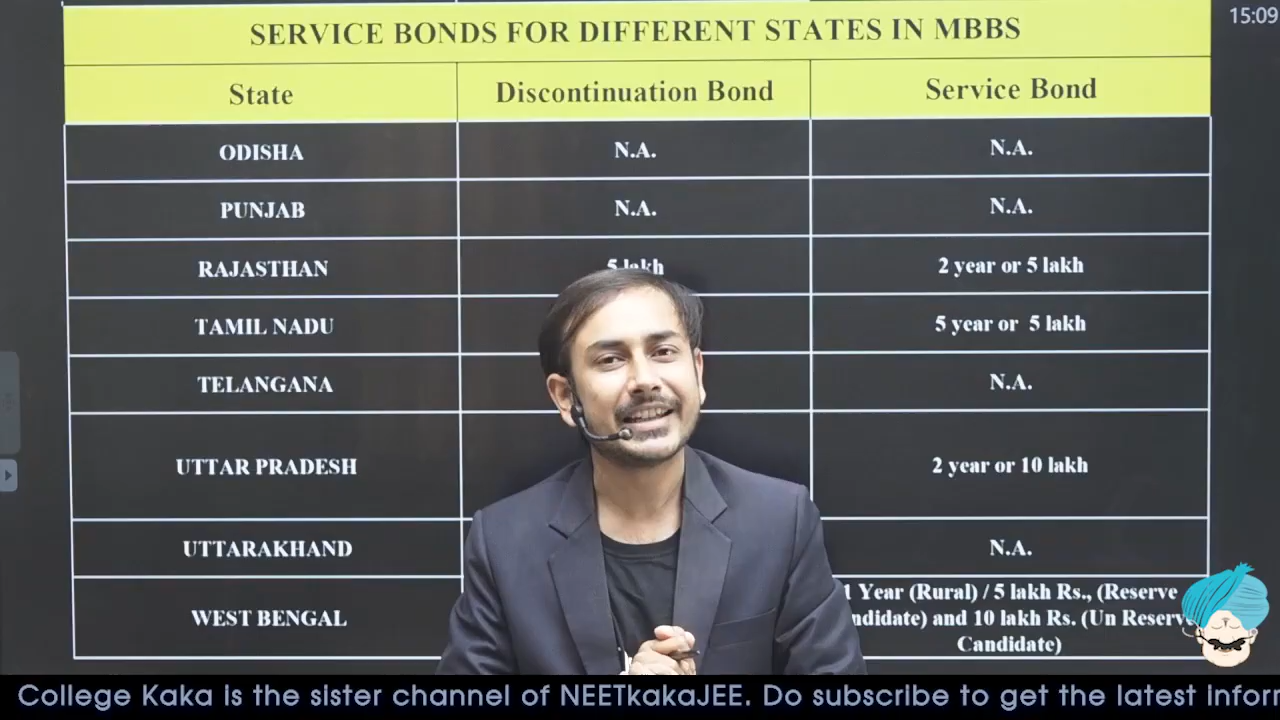 15:09
SERVICE BONDS FOR DIFFERENT STATES IN MBBS
State Discontinuation Bond Service Bond
ODISHA N.A. N.A.
PUNJAB N.A. N.A.
RAJASTHAN 5 lakh 2 year or 5 lakh
TAMIL NADU 5 year or 5 lakh
TELANGANA N.A.
UTTAR PRADESH 2 year or 10 lakh
UTTARAKHAND N.A.
WEST BENGAL
1 Year (Rural) / 5 lakh Rs., (Reserve
and 10 lakh Rs. (Un Reserve
Candidate)
College Kaka is the sister channel of NEETkakaJEE. Do subscribe to get the latest